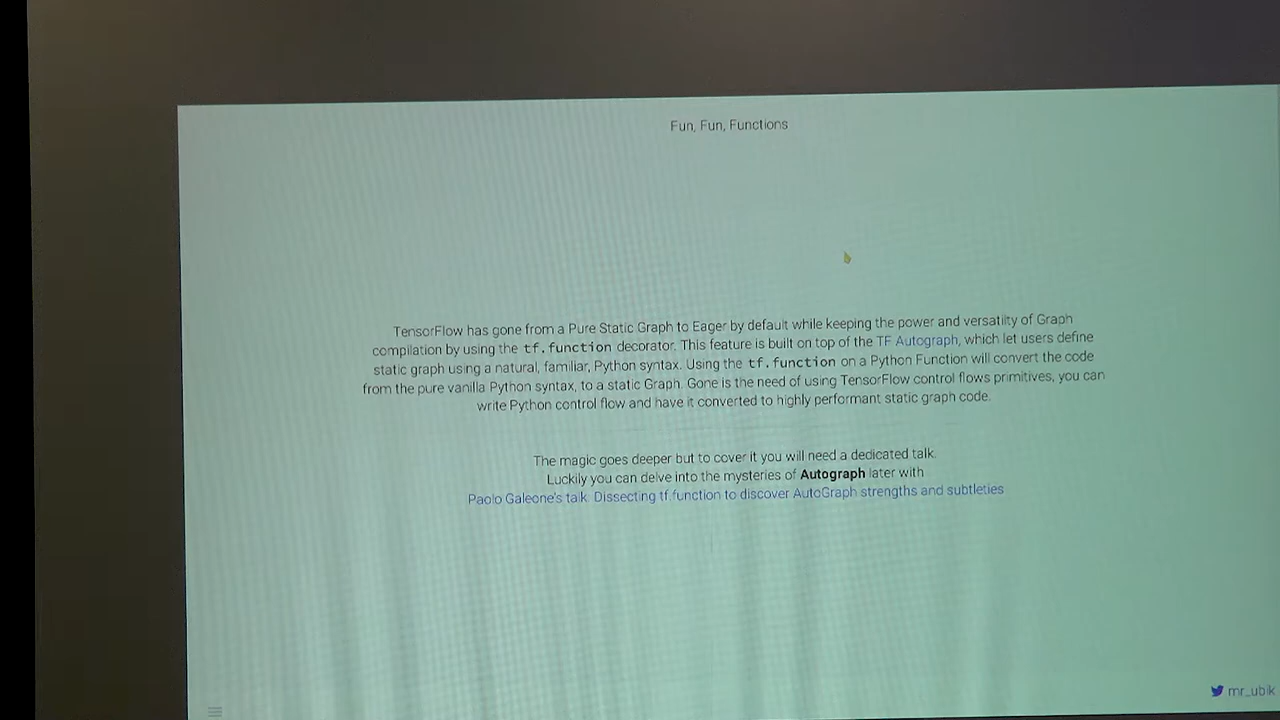 Fun, Fun, Functions
TensorFlow has gone from a Pure Static Graph to Eager by default while keeping the power and versatilty of Graph
compilation by using the tf.function decorator. This feature is built on top of the TF Autograph, which let users define
static graph using a natural, familiar, Python syntax. Using the tf.function on a Python Function will convert the code
from the pure vanilla Python syntax, to a static Graph. Gone is the need of using TensorFlow control flows primitives, you can
write Python control flow and have it converted to highly performant static graph code.
The magic goes deeper but to cover it you will need a dedicated talk.
Luckily you can delve into the mysteries of Autograph later with
Paolo Galeone's talk. Dissecting tf function to discover AutoGraph strengths and subtleties
mr_ubik